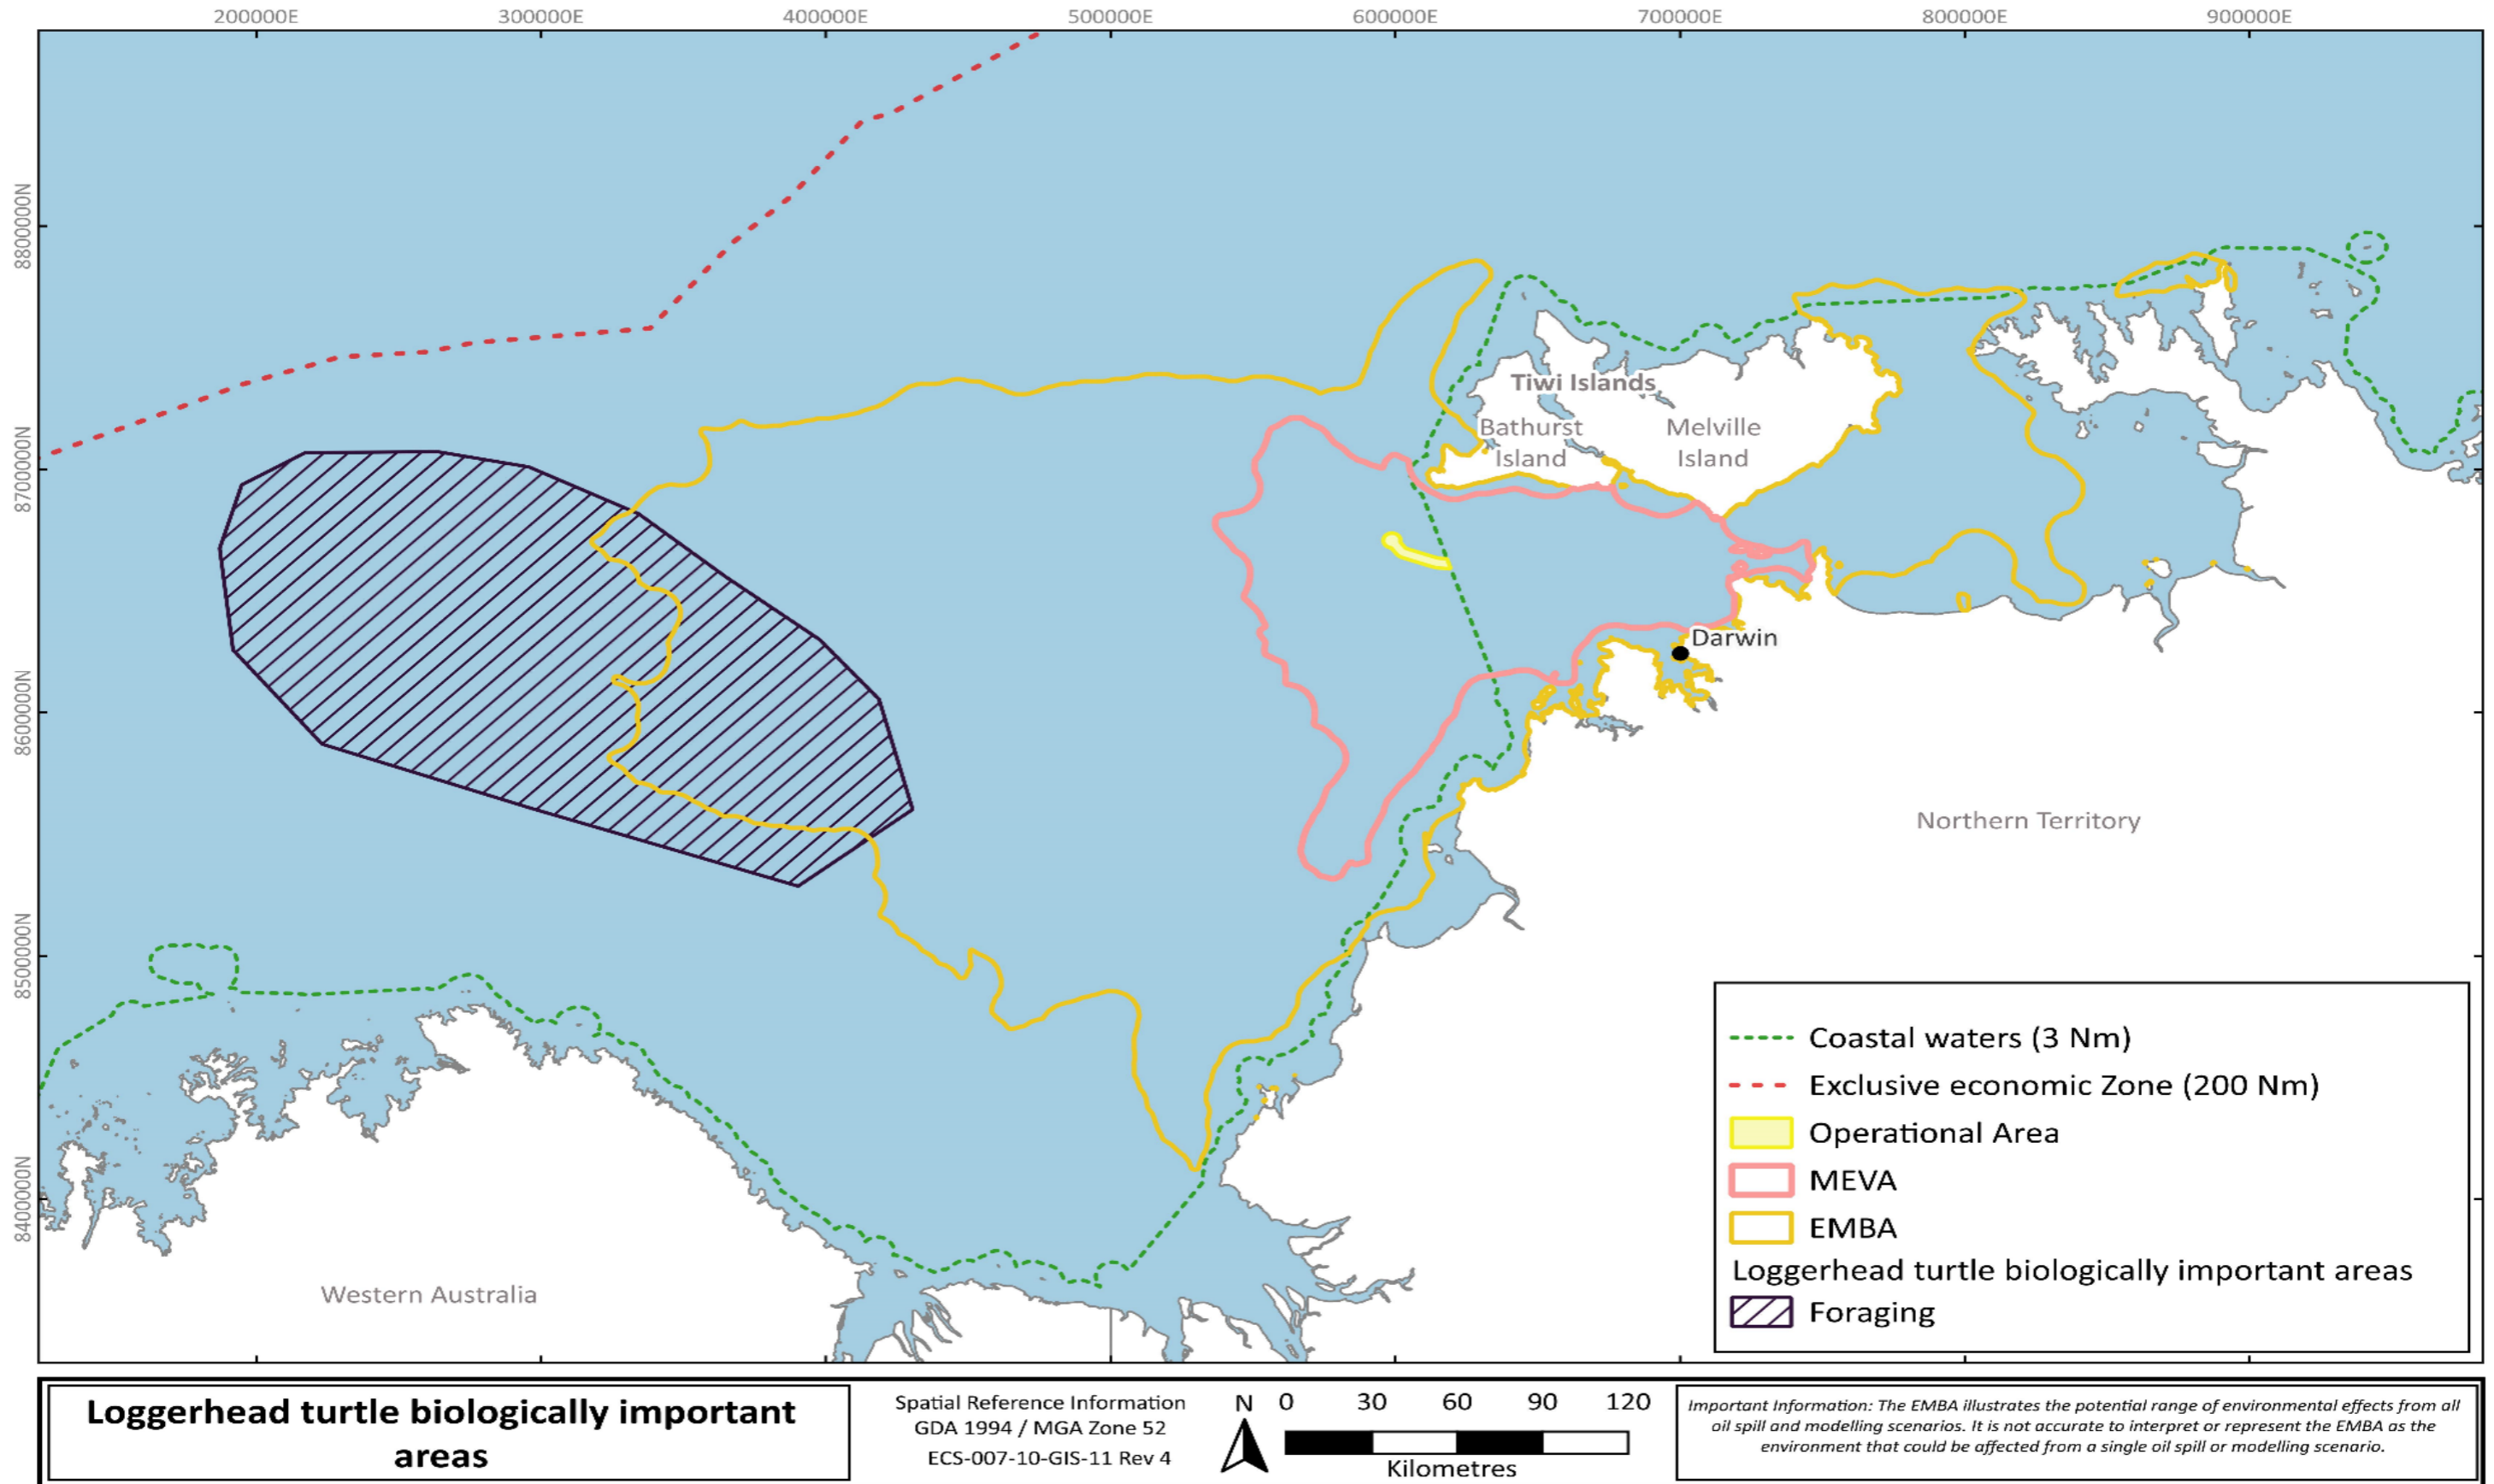 200000E
300000E
400000E
500000E
600000E
700000E
800000E
900000E
8800000N
8700000N
8600000N
8500000N
8400000N
Tiwi Islands
Bathurst
Island
Melville
Island
Darwin
Northern Territory
Western Australia
Coastal waters (3 Nm)
Exclusive economic Zone (200 Nm)
Operational Area
MEVA
EMBA
Loggerhead turtle biologically important areas
Foraging
Loggerhead turtle biologically important
areas
Spatial Reference Information
GDA 1994 / MGA Zone 52
ECS-007-10-GIS-11 Rev 4
N
0 30 60 90 120
Kilometres
Important Information: The EMBA illustrates the potential range of environmental effects from all
oil spill and modelling scenarios. It is not accurate to interpret or represent the EMBA as the
environment that could be affected from a single oil spill or modelling scenario.